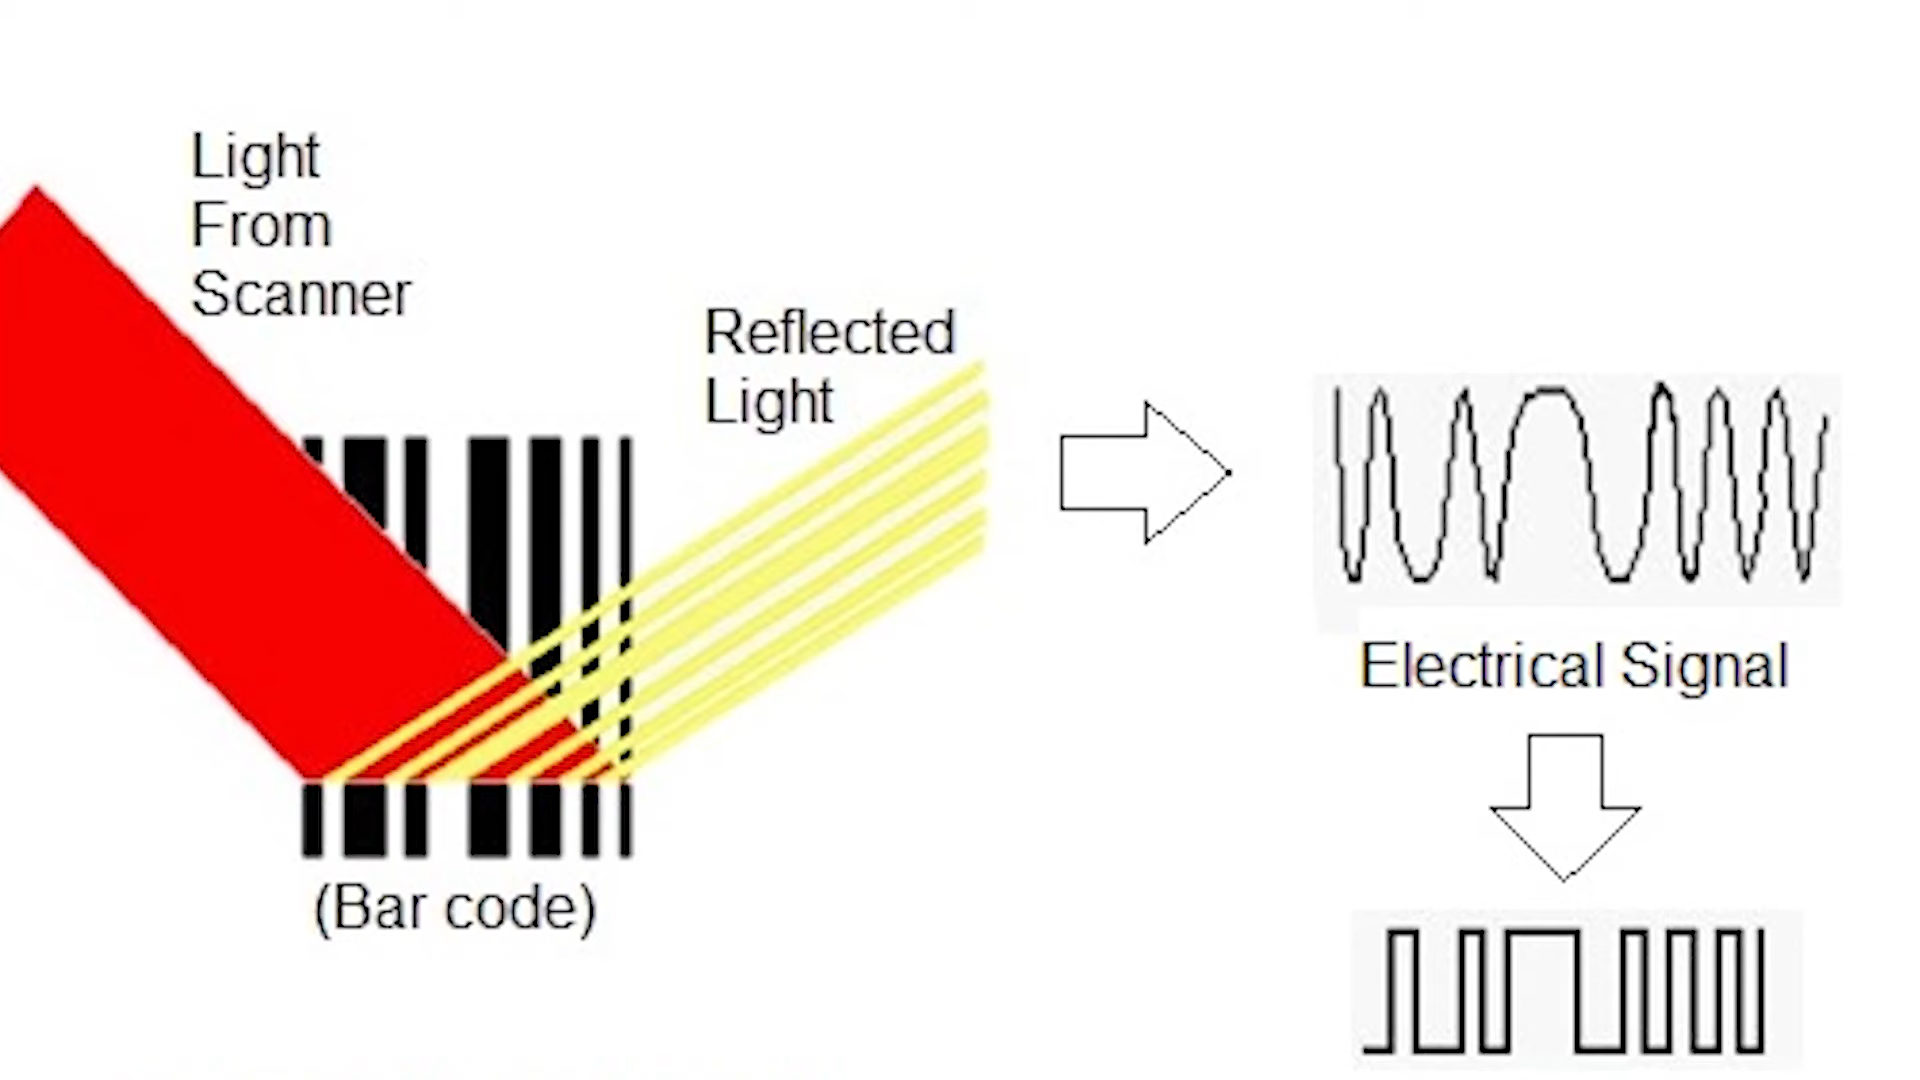 Light
From
Scanner
Reflected
Light
(Bar code)
Electrical Signal